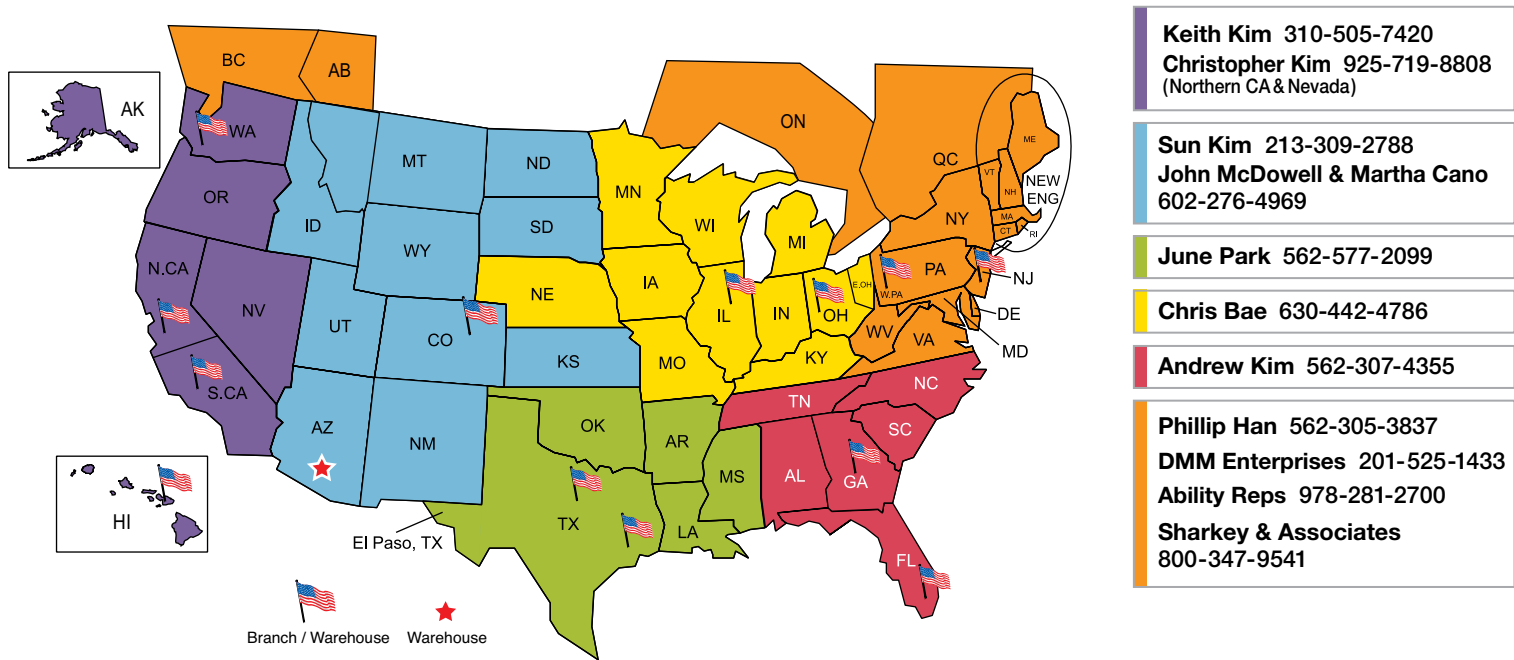 BC
AB
AK
WA
MT
ND
MN
ON
QC
ME
VT
NH
NEW
ENG
MA
CT
RI
OR
ID
SD
WI
MI
NY
WY
N.CA
NV
UT
CO
NE
IA
IL
IN
OH
E.OH
W.PA
PA
NJ
DE
MD
WV
VA
KS
MO
KY
S.CA
AZ
NM
OK
AR
TN
NC
SC
MS
AL
GA
HI
TX
LA
FL
El Paso, TX
Branch / Warehouse
Warehouse
Keith Kim 310-505-7420
Christopher Kim 925-719-8808
(Northern CA & Nevada)
Sun Kim 213-309-2788
John McDowell & Martha Cano
602-276-4969
June Park 562-577-2099
Chris Bae 630-442-4786
Andrew Kim 562-307-4355
Phillip Han 562-305-3837
DMM Enterprises 201-525-1433
Ability Reps 978-281-2700
Sharkey & Associates
800-347-9541